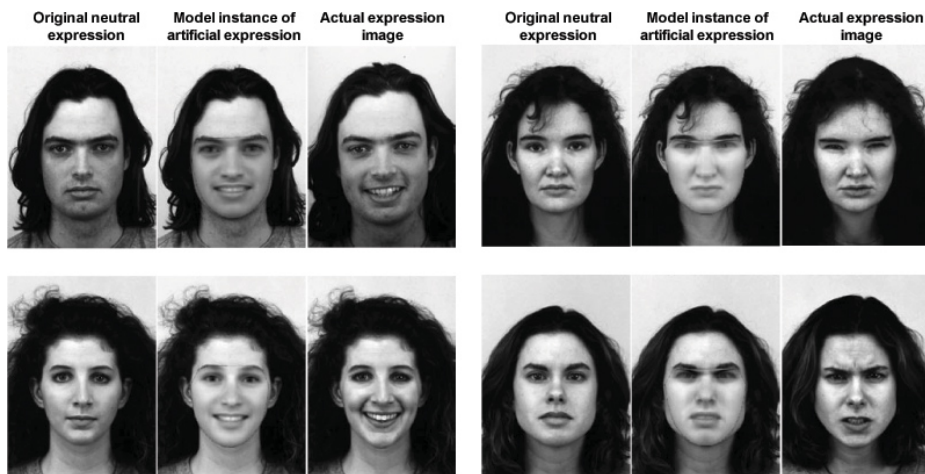 Original neutral
expression
Model instance of
artificial expression
Actual expression
image
Original neutral
expression
Model instance of
artificial expression
Actual expression
image